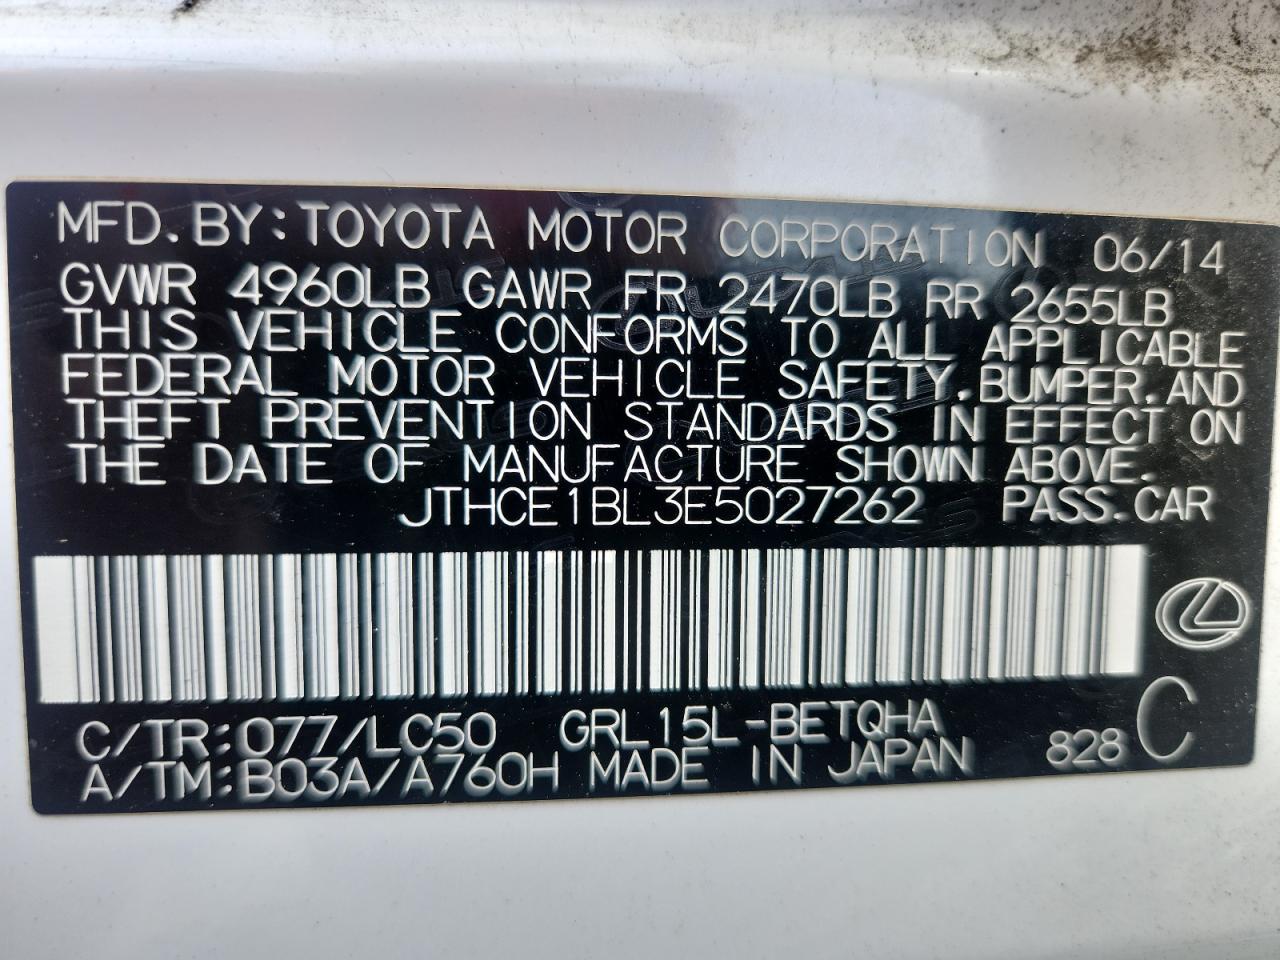 MFD. BY: TOYOTA MOTOR CORPORATION 06/14
GVWR 4960LB GAWR FR 2470LB RR 2655LB
THIS VEHICLE CONFORMS TO ALL APPLICABLE
FEDERAL MOTOR VEHICLE SAFETY, BUMPER, AND
THEFT PREVENTION STANDARDS IN EFFECT ON
THE DATE OF MANUFACTURE SHOWN ABOVE.
JTHCE1BL3E5027262 PASS. CAR
C/TR: 077/LC50 GRL15L-BETQHA
A/TM: B03A/A760H MADE IN JAPAN 828 C